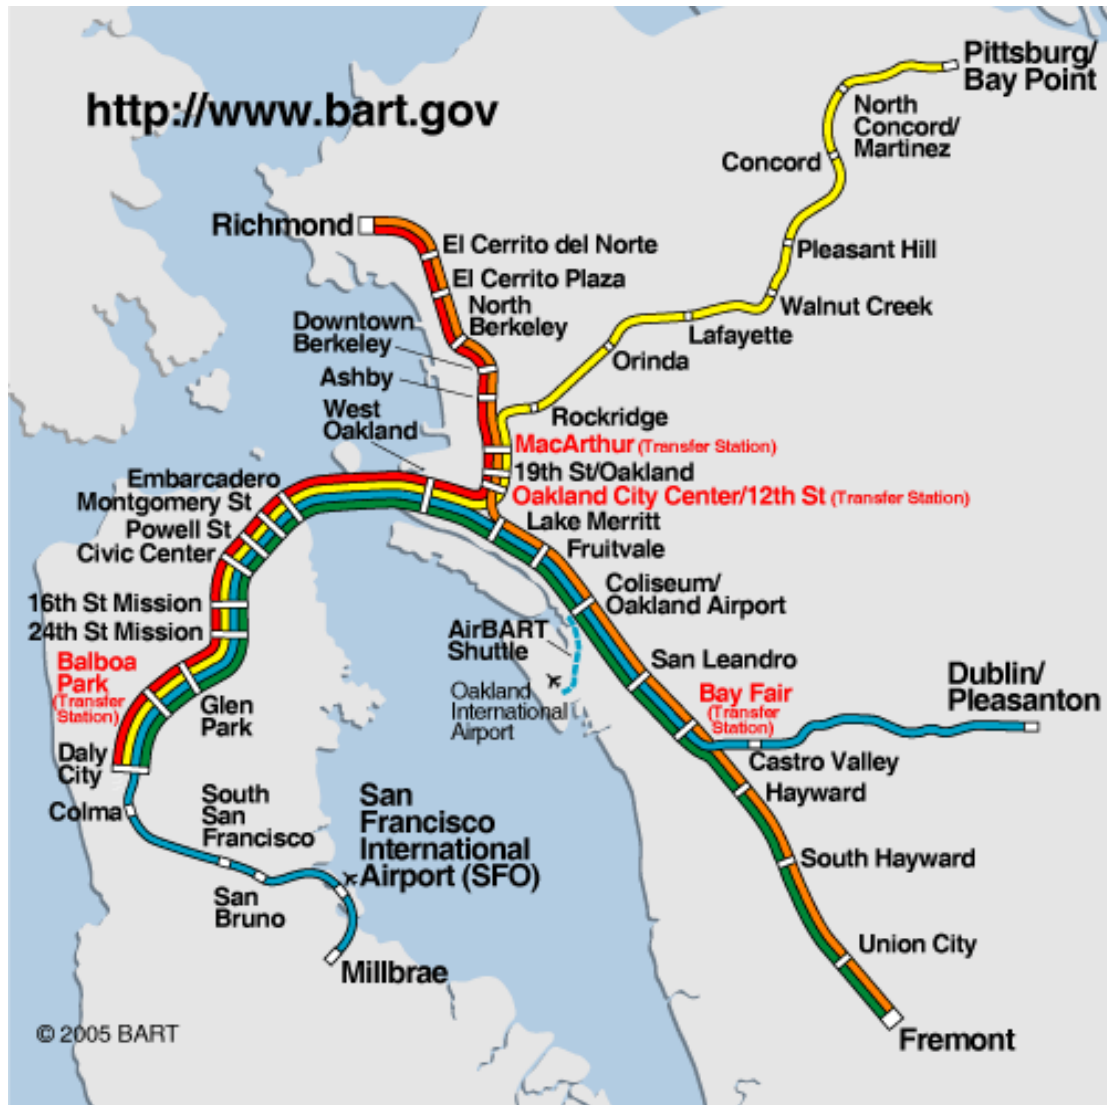 http://www.bart.gov
Pittsburg/
Bay Point
North
Concord/
Martinez
Concord
Pleasant Hill
Walnut Creek
Lafayette
Orinda
Rockridge
Richmond
El Cerrito del Norte
El Cerrito Plaza
North
Berkeley
Downtown
Berkeley
Ashby
West
Oakland
MacArthur (Transfer Station)
19th St/Oakland
Oakland City Center/12th St (Transfer Station)
Embarcadero
Montgomery St
Powell St
Civic Center
16th St Mission
24th St Mission
Balboa
Park
(Transfer
Station)
Glen
Park
Daly
City
Colma
South
San
Francisco
San
Bruno
San
Francisco
International
Airport (SFO)
Millbrae
Lake Merritt
Fruitvale
Coliseum/
Oakland Airport
AirBART
Shuttle
Oakland
International
Airport
San Leandro
Bay Fair
(Transfer
Station)
Dublin/
Pleasanton
Castro Valley
Hayward
South Hayward
Union City
Fremont
© 2005 BART